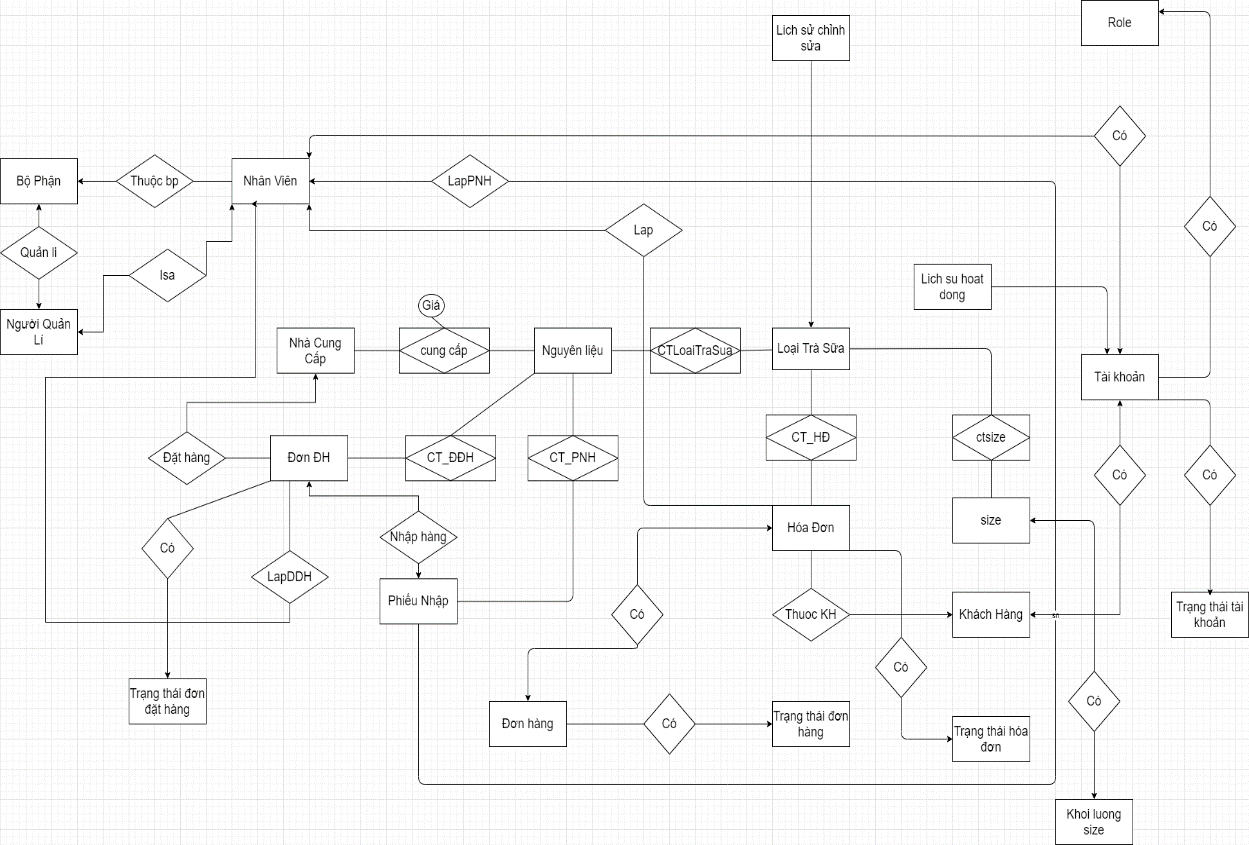 Role
Lich sử chỉnh
sửa
Có
Bộ Phận
Thuộc bp
Nhân Viên
LapPNH
Có
Lap
Quản lí
Isa
Lich su hoat
dong
Giá
Người Quản
Lí
Nhà Cung
Cấp
cung cấp
Nguyên liệu
CTLoaiTraSua
Loại Trà Sữa
Tài khoản
CT_HĐ
ctsize
Đặt hàng
Đơn ĐH
CT_ĐĐH
CT_PNH
Có
Có
size
Hóa Đơn
Nhập hàng
Có
LapDDH
Phiếu Nhập
Có
Thuoc KH
Khách Hàng
sn
Trạng thái tài
khoản
Có
Trạng thái đơn
đặt hàng
Có
Đơn hàng
Có
Trạng thái đơn
hàng
Trạng thái hóa
đơn
Khoi luong
size